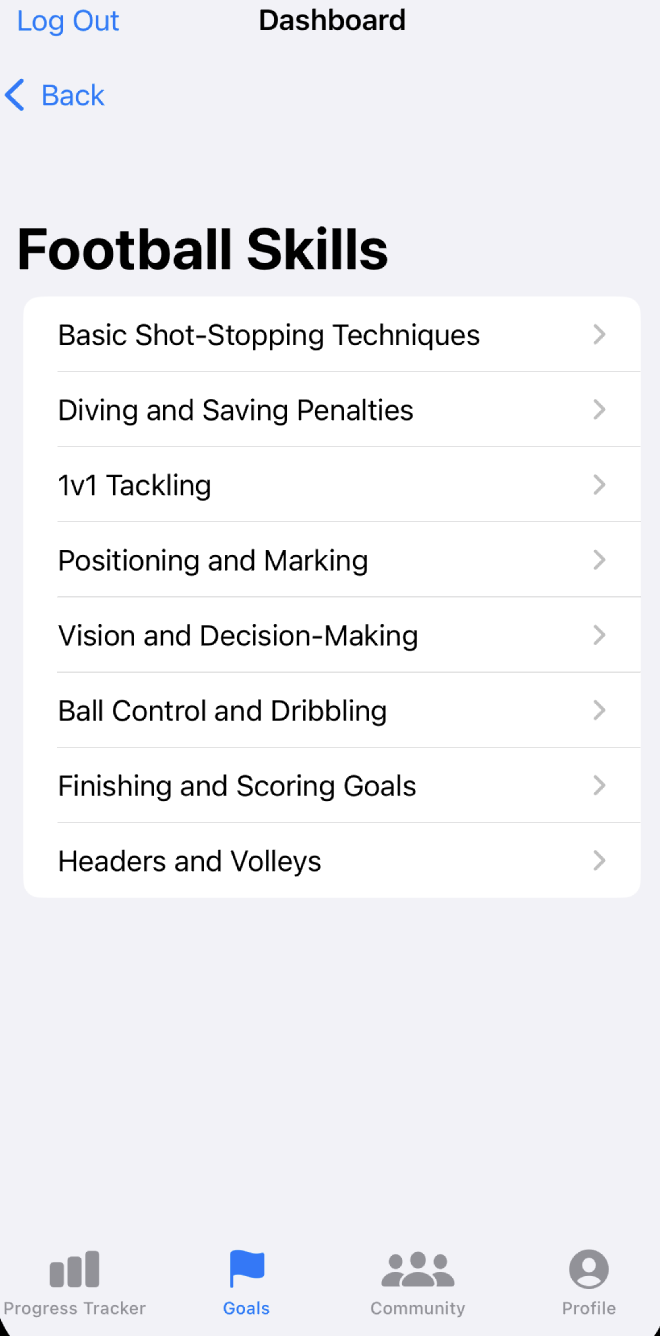 Log Out
Dashboard
Back
Football Skills
Basic Shot-Stopping Techniques
Diving and Saving Penalties
1v1 Tackling
Positioning and Marking
Vision and Decision-Making
Ball Control and Dribbling
Finishing and Scoring Goals
Headers and Volleys
Progress Tracker
Goals
Community
Profile